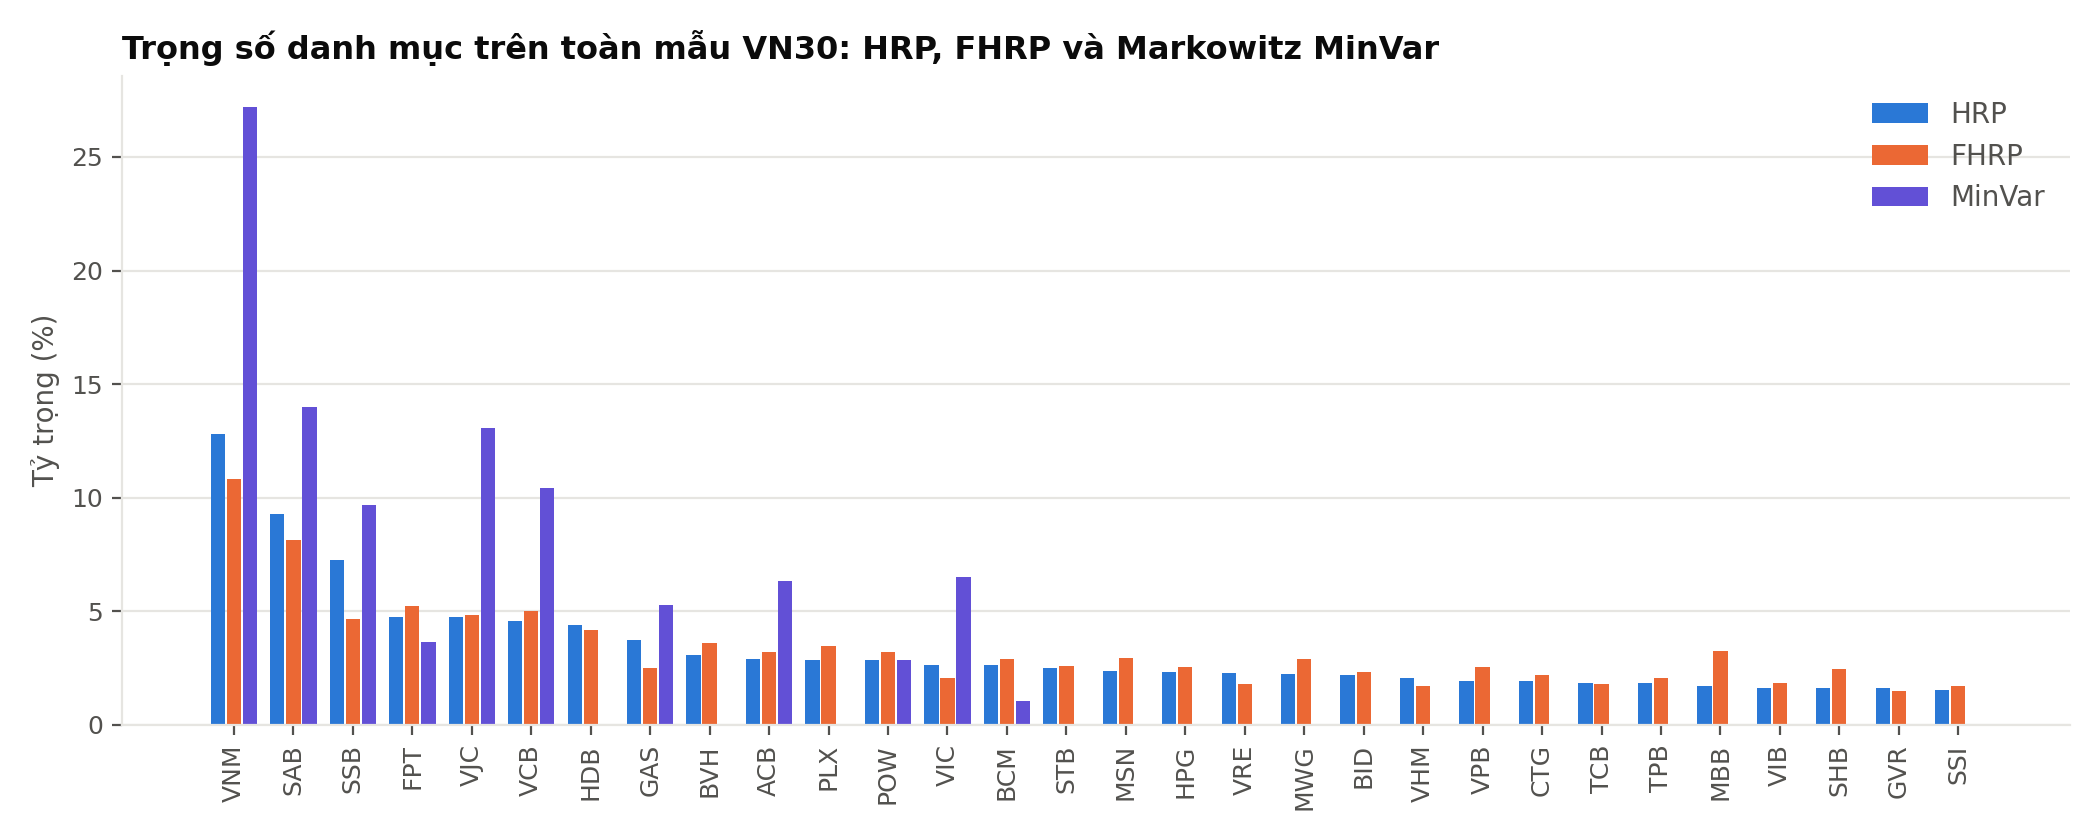 Trọng số danh mục trên toàn mẫu VN30: HRP, FHRP và Markowitz MinVar
HRP
FHRP
MinVar
Tỷ trọng (%)
25
20
15
10
5
0
VNM
SAB
SSB
FPT
VJC
VCB
HDB
GAS
BVH
ACB
PLX
POW
VIC
BCM
STB
MSN
HPG
VRE
MWG
BID
VHM
VPB
CTG
TCB
TPB
MBB
VIB
SHB
GVR
SSI